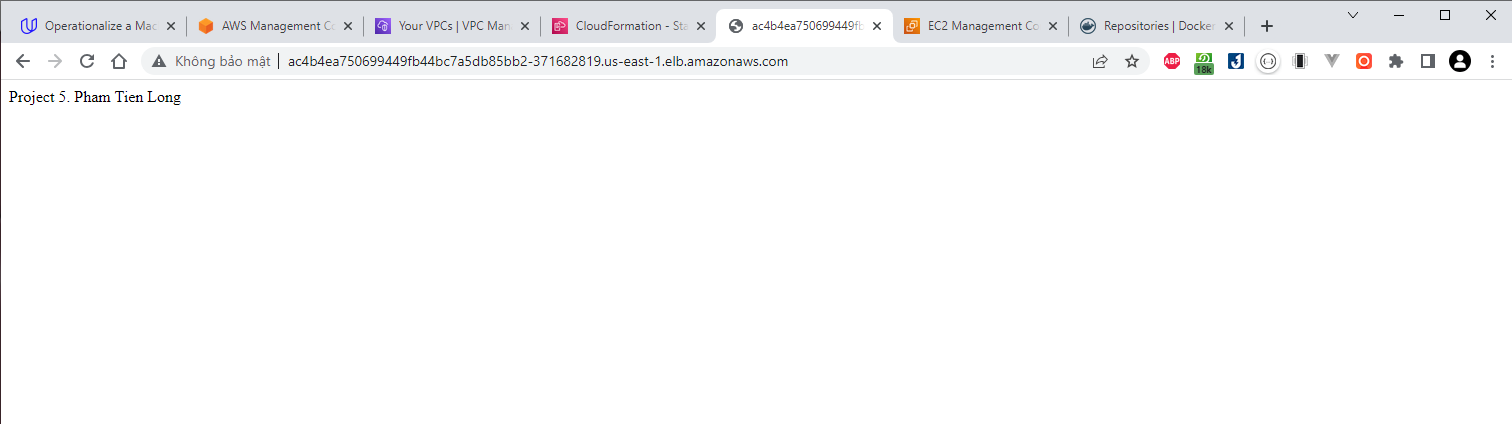 Operationalize a Mac
AWS Management Co
Your VPCs | VPC Man
CloudFormation - Sta
ac4b4ea750699449fb
EC2 Management Co
Repositories | Docker
Không bảo mật | ac4b4ea750699449fb44bc7a5db85bb2-371682819.us-east-1.elb.amazonaws.com
ABP
18k
Project 5. Pham Tien Long